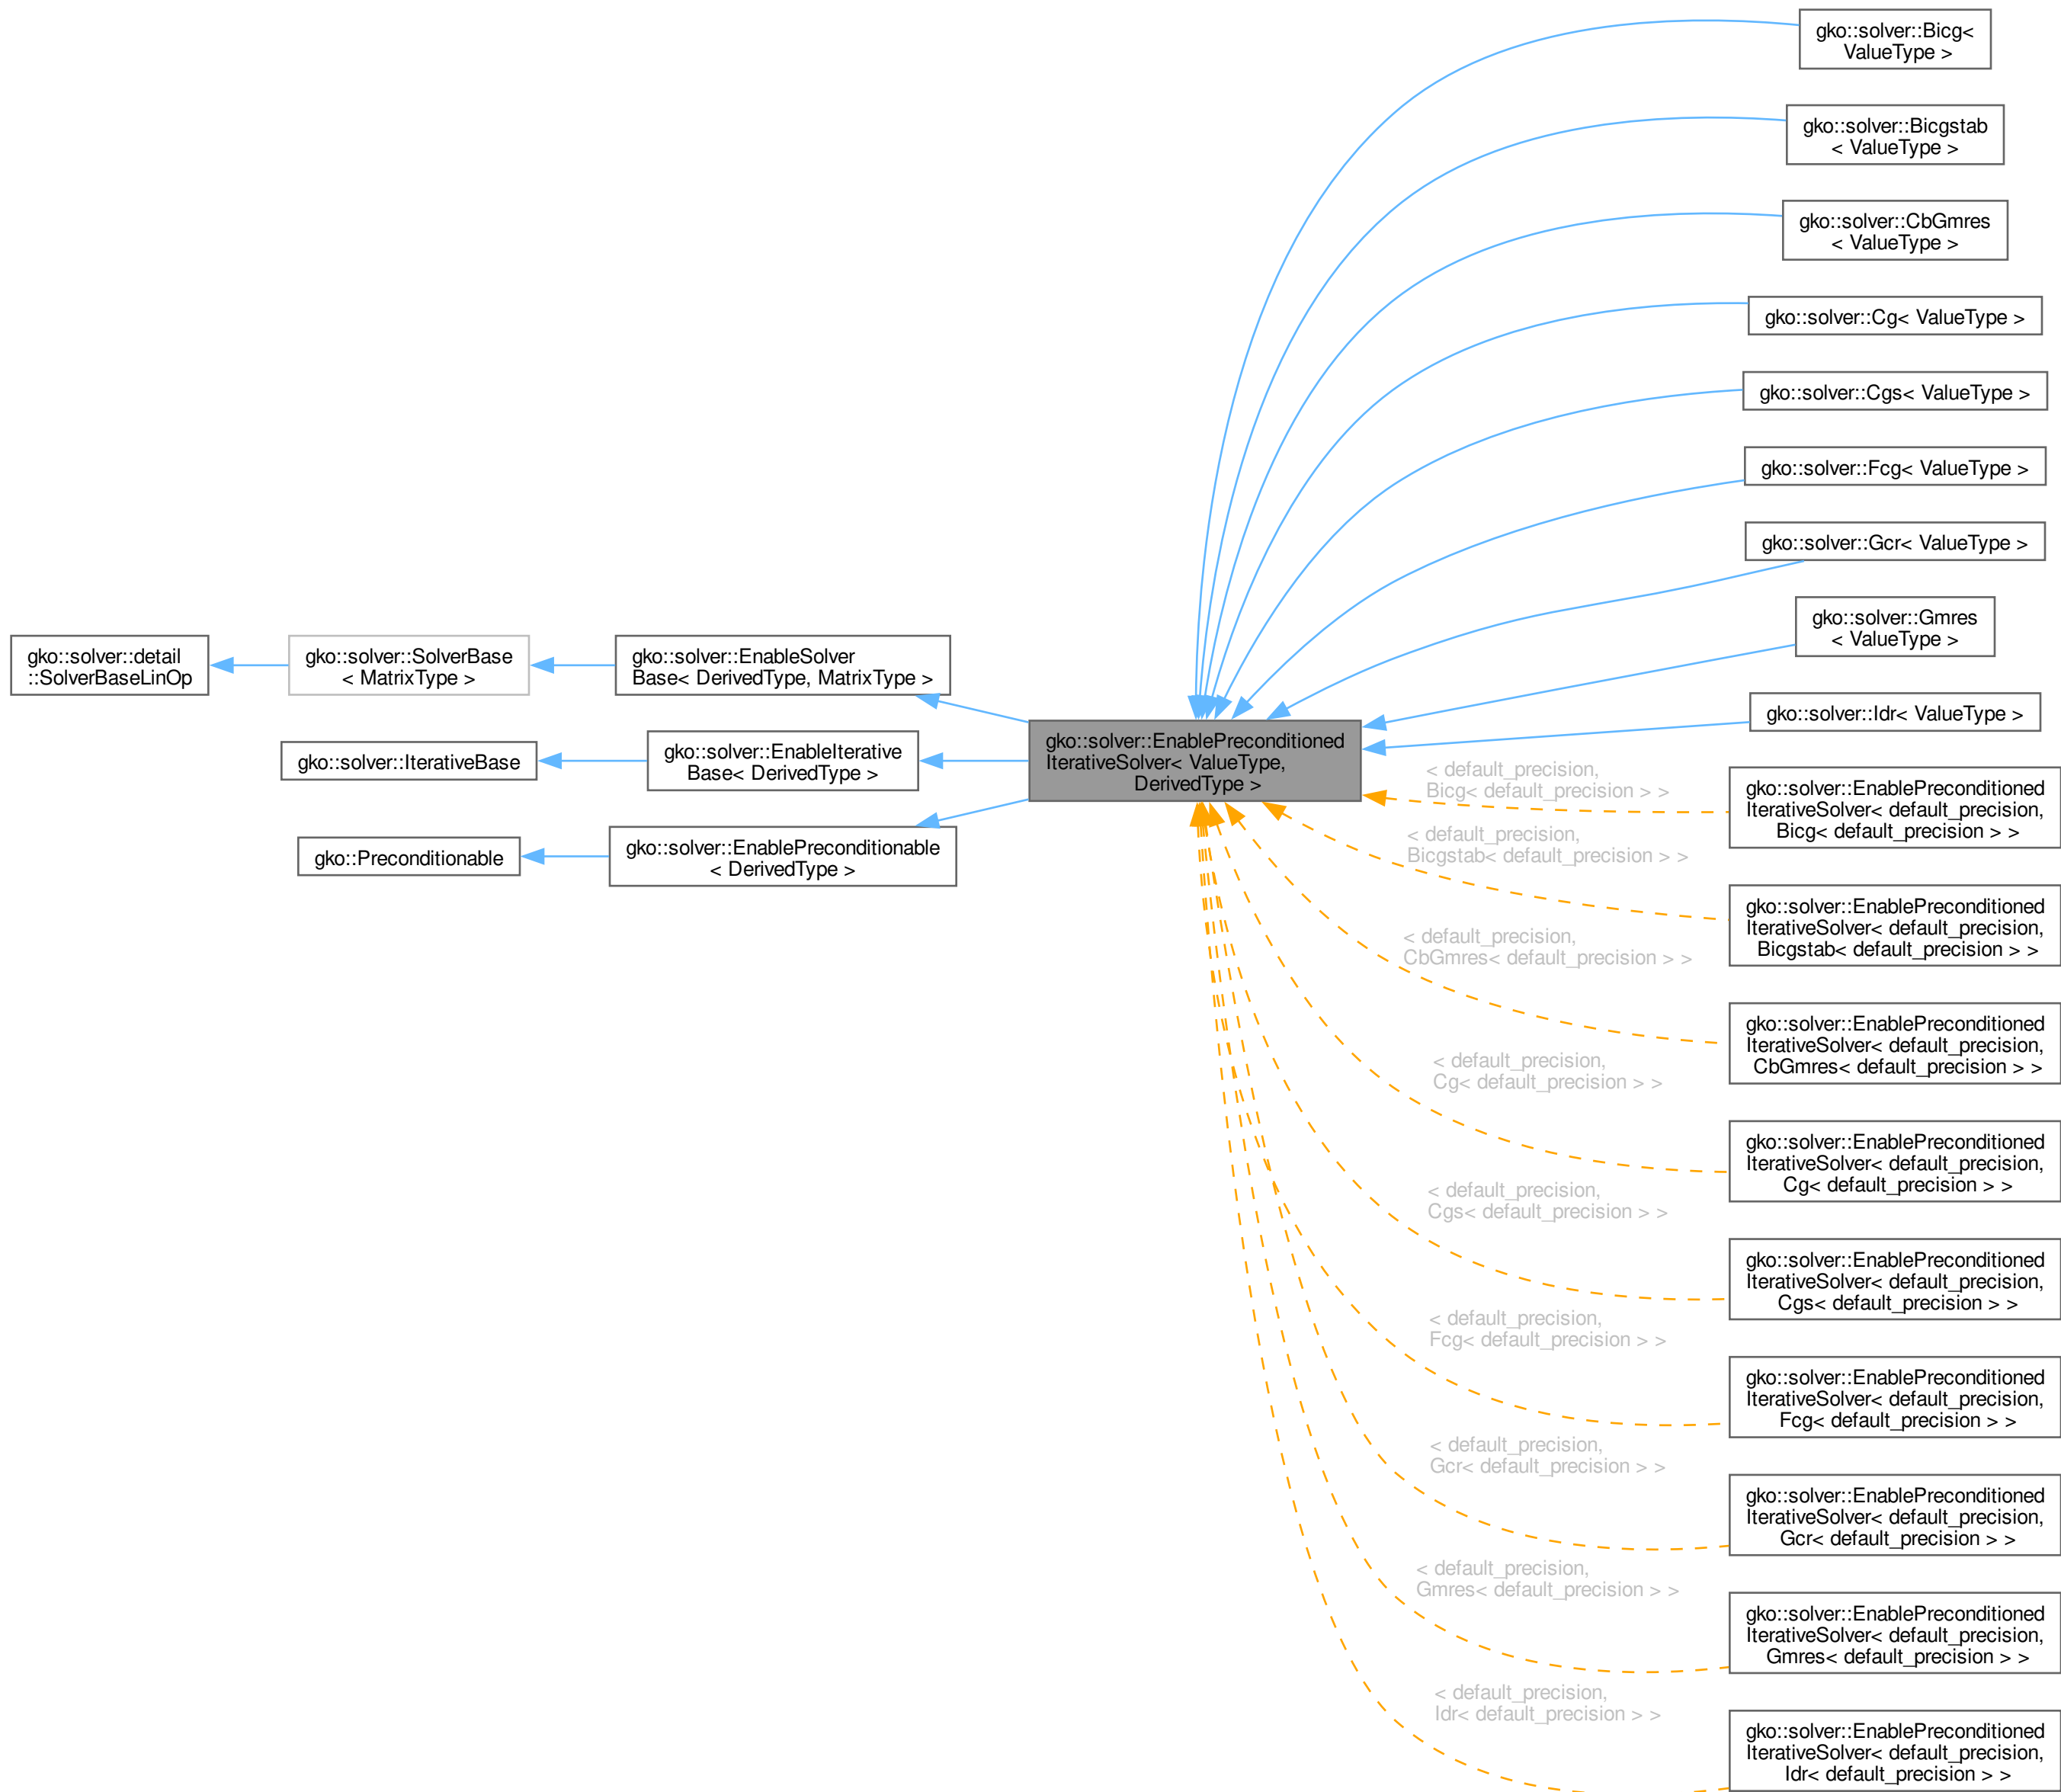 gko::solver::Bicg<
ValueType >
gko::solver::Bicgstab
< ValueType >
gko::solver::CbGmres
< ValueType >
gko::solver::Cg< ValueType >
gko::solver::Cgs< ValueType >
gko::solver::Fcg< ValueType >
gko::solver::Gcr< ValueType >
gko::solver::Gmres
< ValueType >
gko::solver::Idr< ValueType >
gko::solver::detail
::SolverBaseLinOp
gko::solver::SolverBase
< MatrixType >
gko::solver::EnableSolver
Base< DerivedType, MatrixType >
gko::solver::IterativeBase
gko::solver::EnableIterative
Base< DerivedType >
gko::Preconditionable
gko::solver::EnablePreconditionable
< DerivedType >
gko::solver::EnablePreconditioned
IterativeSolver< ValueType,
DerivedType >
< default_precision,
Bicg< default_precision > >
gko::solver::EnablePreconditioned
IterativeSolver< default_precision,
Bicg< default_precision > >
< default_precision,
Bicgstab< default_precision > >
gko::solver::EnablePreconditioned
IterativeSolver< default_precision,
Bicgstab< default_precision > >
< default_precision,
CbGmres< default_precision > >
gko::solver::EnablePreconditioned
IterativeSolver< default_precision,
CbGmres< default_precision > >
< default_precision,
Cg< default_precision > >
gko::solver::EnablePreconditioned
IterativeSolver< default_precision,
Cg< default_precision > >
< default_precision,
Cgs< default_precision > >
gko::solver::EnablePreconditioned
IterativeSolver< default_precision,
Cgs< default_precision > >
< default_precision,
Fcg< default_precision > >
gko::solver::EnablePreconditioned
IterativeSolver< default_precision,
Fcg< default_precision > >
< default_precision,
Gcr< default_precision > >
gko::solver::EnablePreconditioned
IterativeSolver< default_precision,
Gcr< default_precision > >
< default_precision,
Gmres< default_precision > >
gko::solver::EnablePreconditioned
IterativeSolver< default_precision,
Gmres< default_precision > >
< default_precision,
Idr< default_precision > >
gko::solver::EnablePreconditioned
IterativeSolver< default_precision,
Idr< default_precision > >